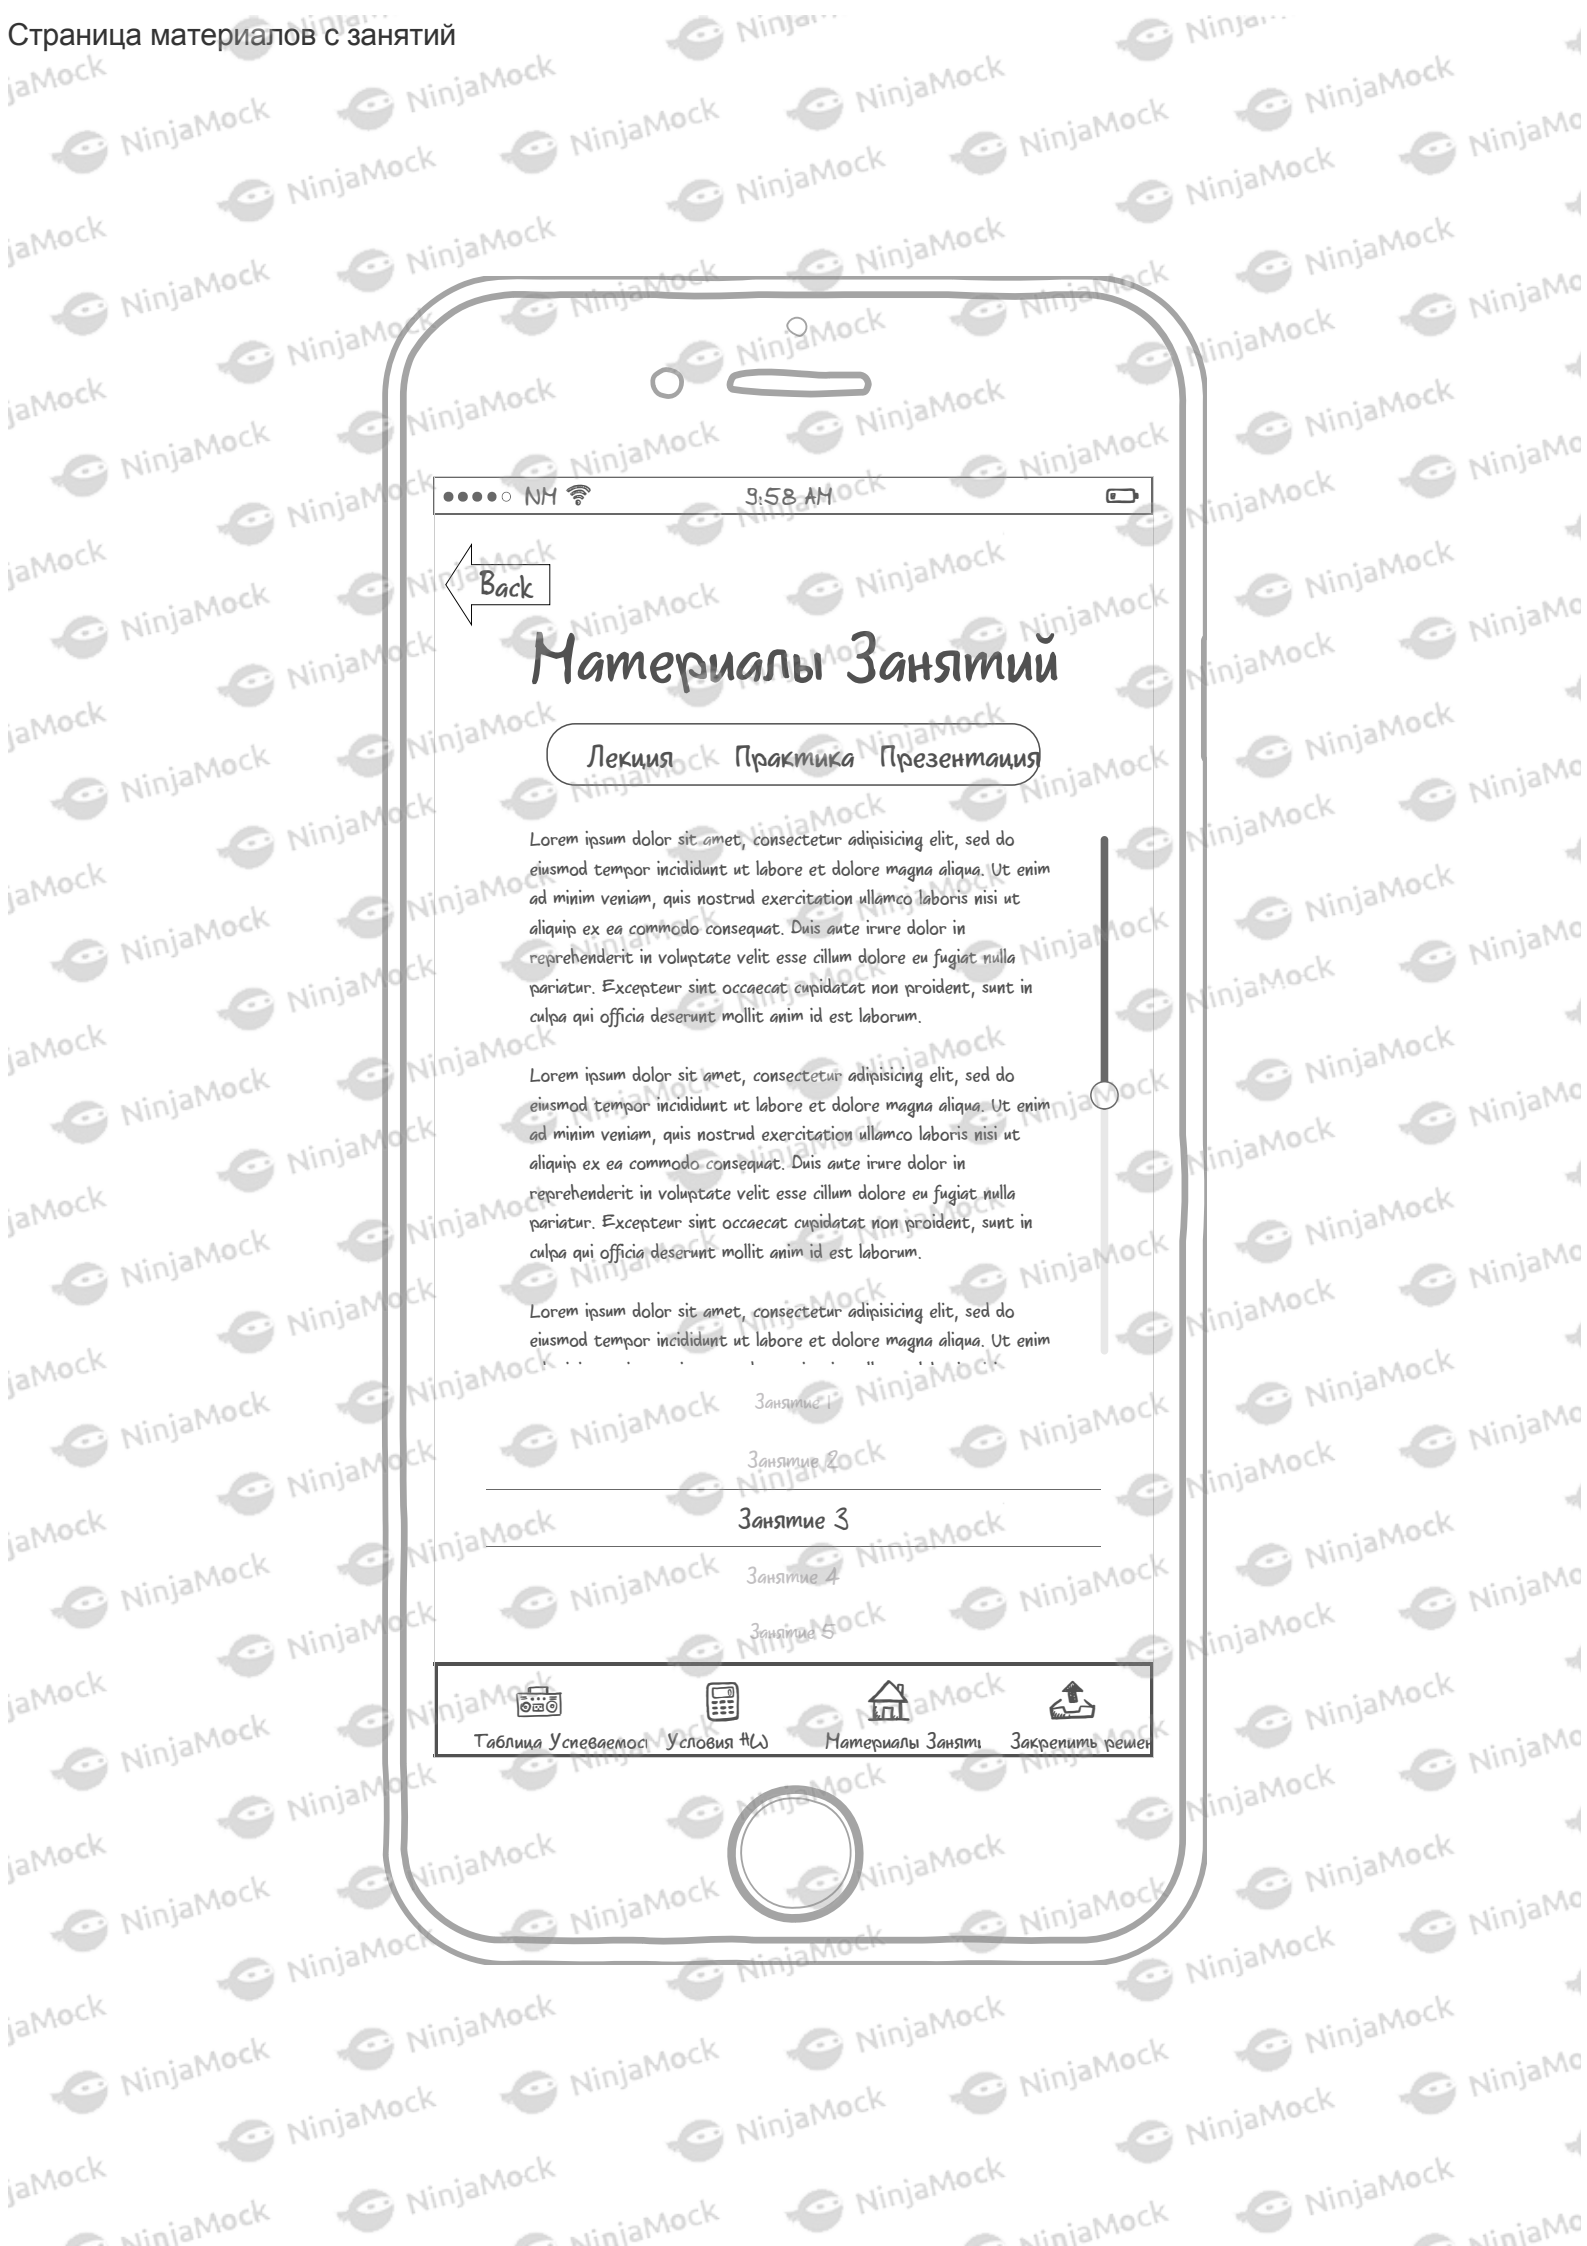 Страница материалов с занятий
NM 9:58 AM
Back
Материалы Занятий
Лекция Практика Презентация
Lorem ipsum dolor sit amet, consectetur adipisicing elit, sed do
eiusmod tempor incididunt ut labore et dolore magna aliqua. Ut enim
ad minim veniam, quis nostrud exercitation ullamco laboris nisi ut
aliquip ex ea commodo consequat. Duis aute irure dolor in
reprehenderit in voluptate velit esse cillum dolore eu fugiat nulla
pariatur. Excepteur sint occaecat cupidatat non proident, sunt in
culpa qui officia deserunt mollit anim id est laborum.
Lorem ipsum dolor sit amet, consectetur adipisicing elit, sed do
eiusmod tempor incididunt ut labore et dolore magna aliqua. Ut enim
ad minim veniam, quis nostrud exercitation ullamco laboris nisi ut
aliquip ex ea commodo consequat. Duis aute irure dolor in
reprehenderit in voluptate velit esse cillum dolore eu fugiat nulla
pariatur. Excepteur sint occaecat cupidatat non proident, sunt in
culpa qui officia deserunt mollit anim id est laborum.
Lorem ipsum dolor sit amet, consectetur adipisicing elit, sed do
eiusmod tempor incididunt ut labore et dolore magna aliqua. Ut enim
Занятие 1
Занятие 2
Занятие 3
Занятие 4
Занятие 5
Таблица Успеваемос Условия HW Материалы Заняти Закрепить решен
NinjaMock